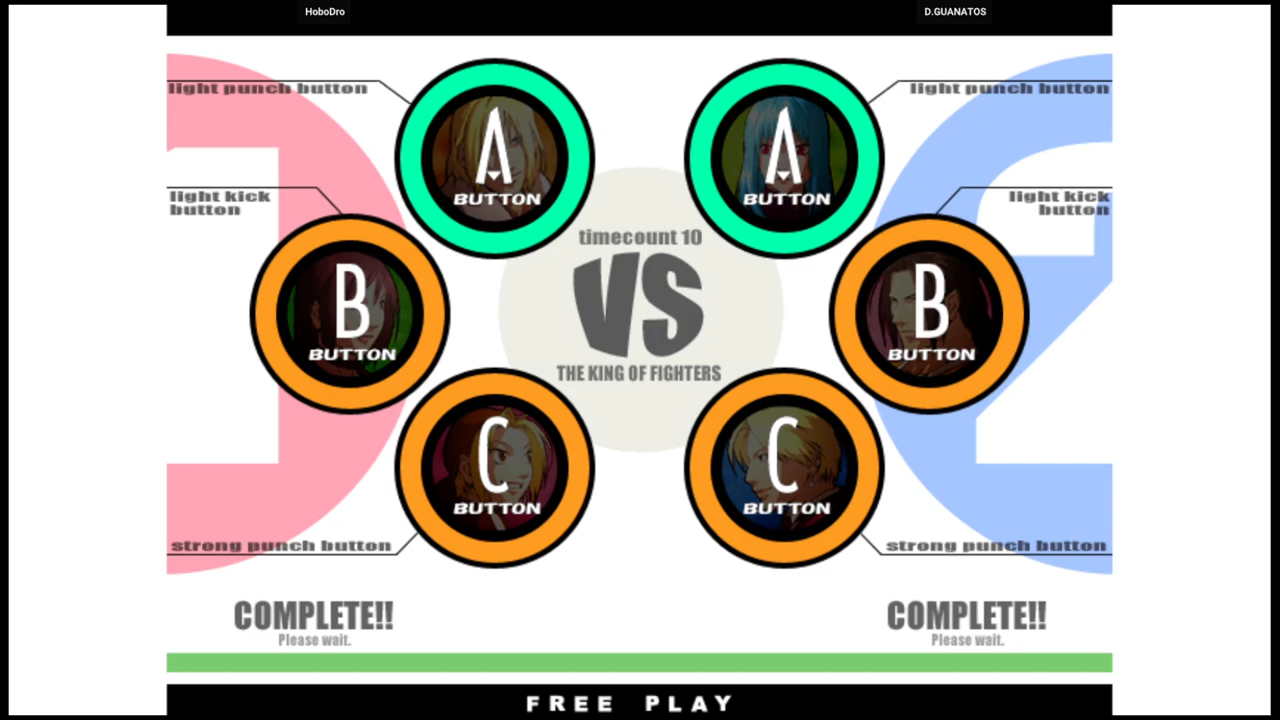 HoboDro
D.GUANATOS
light punch button
light punch button
A
BUTTON
A
BUTTON
light kick
button
light kick
button
B
BUTTON
timecount 10
VS
THE KING OF FIGHTERS
B
BUTTON
C
BUTTON
C
BUTTON
strong punch button
strong punch button
COMPLETE!!
Please wait.
COMPLETE!!
Please wait.
FREE PLAY
1
2